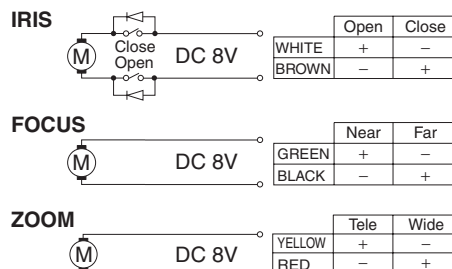 IRIS
Open Close
M Close Open DC 8V
WHITE + −
BROWN − +
FOCUS
Near Far
M DC 8V
GREEN + −
BLACK − +
ZOOM
Tele Wide
M DC 8V
YELLOW + −
RED − +